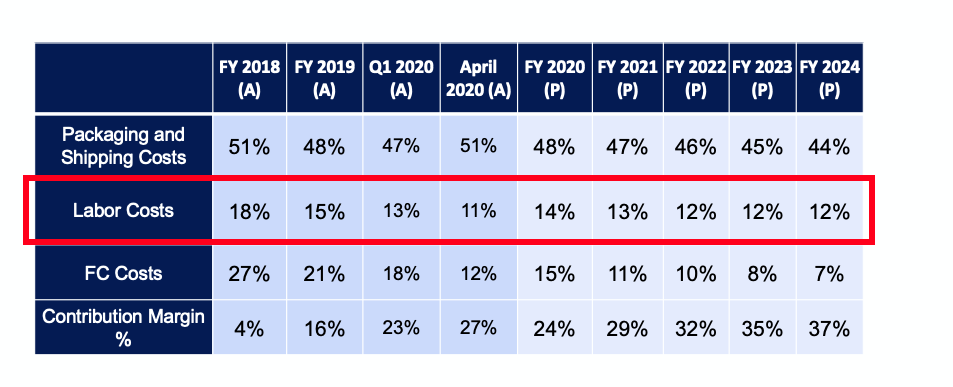 FY 2018 (A) FY 2019 (A) Q1 2020 (A) April 2020 (A) FY 2020 (P) FY 2021 (P) FY 2022 (P) FY 2023 (P) FY 2024 (P)
Packaging and Shipping Costs 51% 48% 47% 51% 48% 47% 46% 45% 44%
Labor Costs 18% 15% 13% 11% 14% 13% 12% 12% 12%
FC Costs 27% 21% 18% 12% 15% 11% 10% 8% 7%
Contribution Margin % 4% 16% 23% 27% 24% 29% 32% 35% 37%